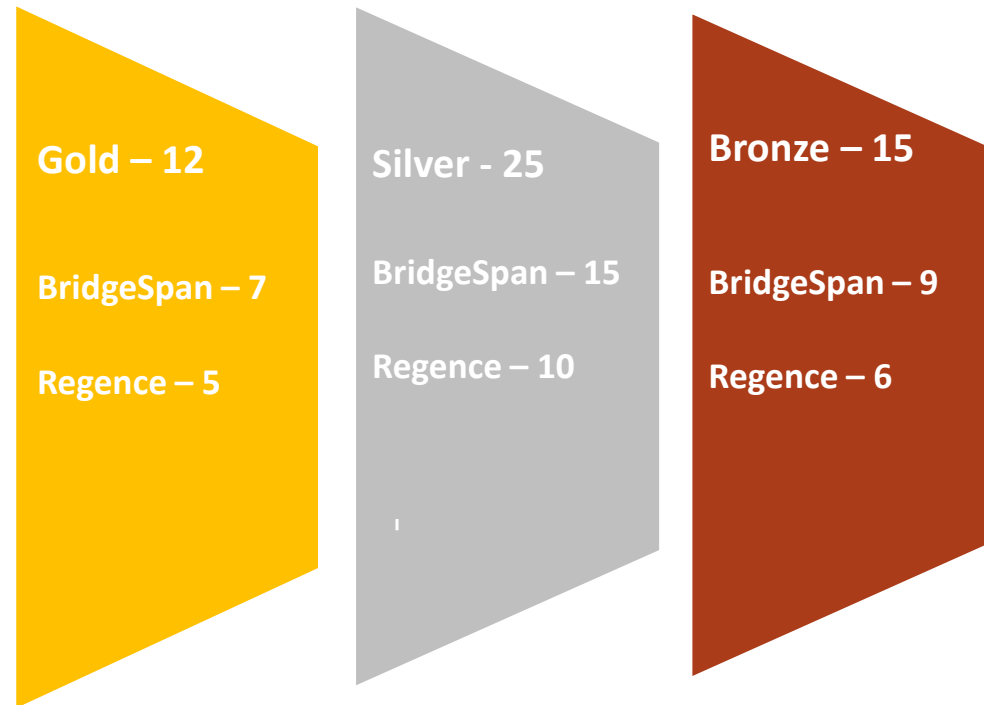 Gold – 12
BridgeSpan – 7
Regence – 5
Silver - 25
BridgeSpan – 15
Regence – 10
Bronze – 15
BridgeSpan – 9
Regence – 6